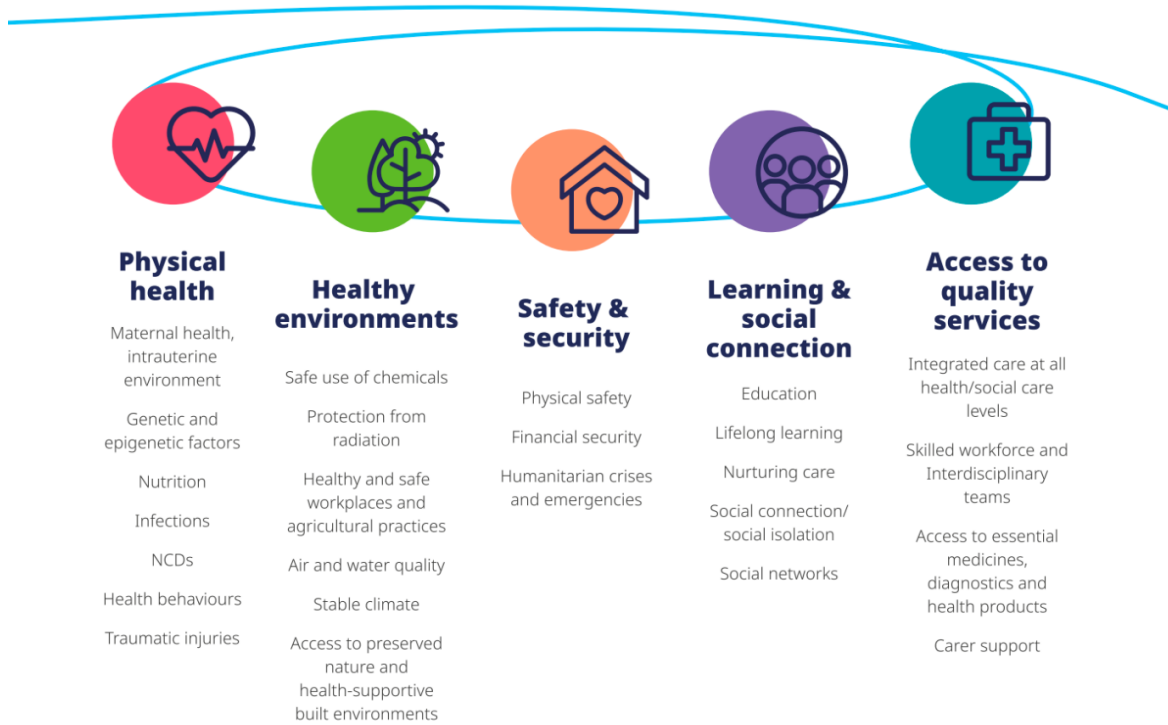 Physical
health
Maternal health,
intrauterine
environment
Genetic and
epigenetic factors
Nutrition
Infections
NCDs
Health behaviours
Traumatic injuries
Healthy
environments
Safe use of chemicals
Protection from
radiation
Healthy and safe
workplaces and
agricultural practices
Air and water quality
Stable climate
Access to preserved
nature and
health-supportive
built environments
Safety &
security
Physical safety
Financial security
Humanitarian crises
and emergencies
Learning &
social
connection
Education
Lifelong learning
Nurturing care
Social connection/
social isolation
Social networks
Access to
quality
services
Integrated care at all
health/social care
levels
Skilled workforce and
Interdisciplinary
teams
Access to essential
medicines,
diagnostics and
health products
Carer support